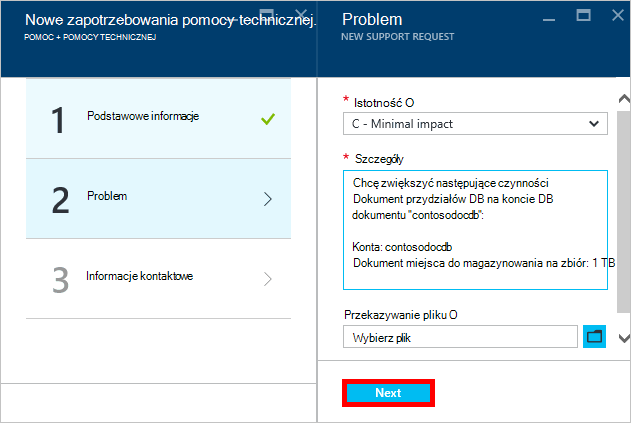 Nowe zapotrzebowania pomocy technicznej.
POMOC + POMOCY TECHNICZNEJ
1 Podstawowe informacje
2 Problem
3 Informacje kontaktowe
Problem
NEW SUPPORT REQUEST
* Istotność O
C - Minimal impact
* Szczegóły
Chcę zwiększyć następujące czynności
Dokument przydziałów DB na koncie DB
dokumentu "contosodocdb":
Konta: contosodocdb
Dokument miejsca do magazynowania na zbiór: 1 TB
Przekazywanie pliku O
Wybierz plik
Next